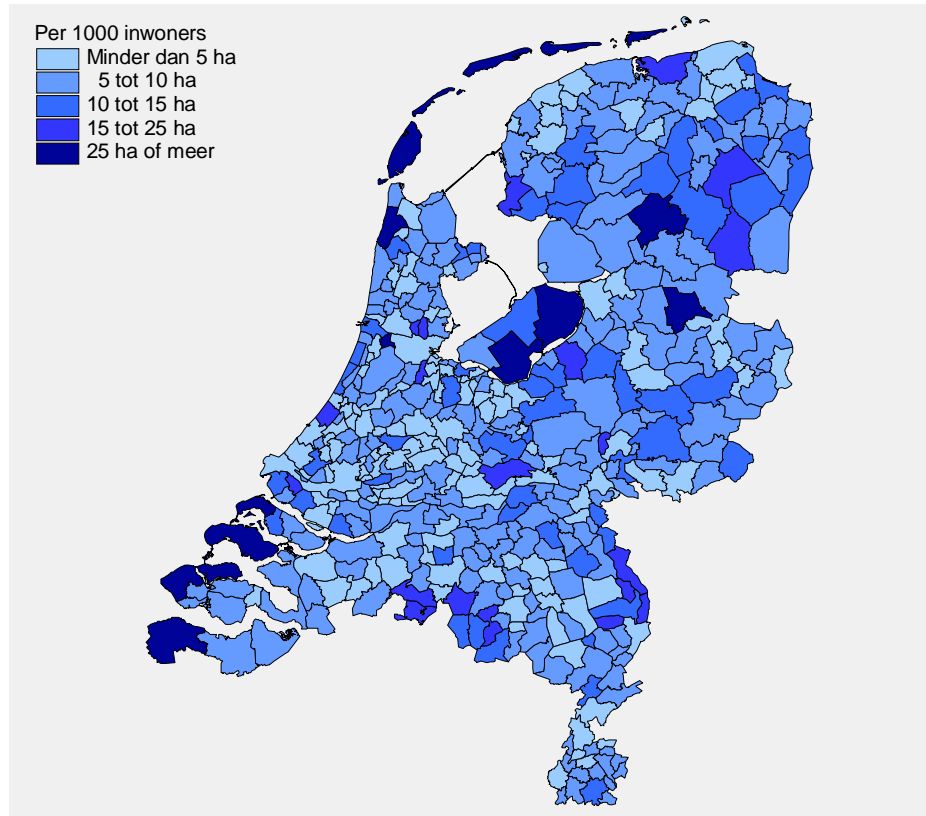 Per 1000 inwoners
Minder dan 5 ha
5 tot 10 ha
10 tot 15 ha
15 tot 25 ha
25 ha of meer